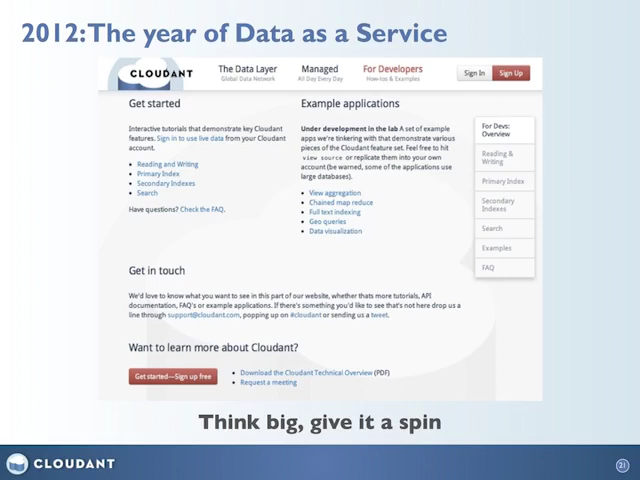 2012: The year of Data as a Service
CLOUDANT
The Data Layer
Global Data Network
Managed
All Day Every Day
For Developers
How-tos & Examples
Sign In
Sign Up
Get started
Interactive tutorials that demonstrate key Cloudant
features. Sign in to use live data from your Cloudant
account.
• Reading and Writing
• Primary Index
• Secondary Indexes
• Search
Have questions? Check the FAQ.
Example applications
Under development in the lab A set of example
apps we're tinkering with that demonstrate various
pieces of the Cloudant feature set. Feel free to hit
view source or replicate them into your own
account (be warned, some of the applications use
large databases).
• View aggregation
• Chained map reduce
• Full text indexing
• Geo queries
• Data visualization
For Devs:
Overview
Reading &
Writing
Primary Index
Secondary
Indexes
Search
Examples
FAQ
Get in touch
We'd love to know what you want to see in this part of our website, whether thats more tutorials, API
documentation, FAQ's or example applications. If there's something you'd like to see that's not here drop us a
line through support@cloudant.com, popping up on #cloudant or sending us a tweet.
Want to learn more about Cloudant?
Get started—Sign up free
• Download the Cloudant Technical Overview (PDF)
• Request a meeting
Think big, give it a spin
CLOUDANT
21